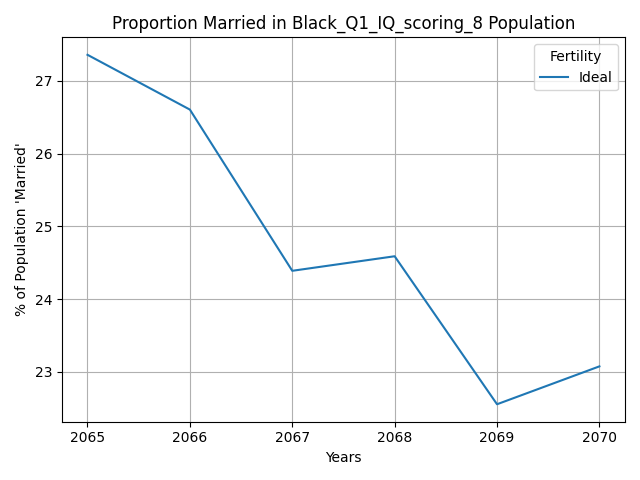 Proportion Married in Black_Q1_IQ_scoring_8 Population
Fertility
Ideal
27
26
25
24
23
% of Population 'Married'
2065 2066 2067 2068 2069 2070
Years